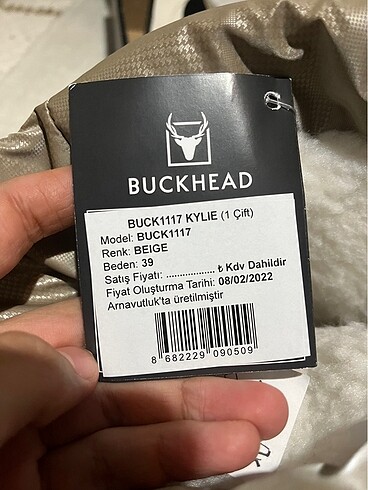 BUCKHEAD
BUCK1117 KYLIE (1 Çift)
Model: BUCK1117
Renk: BEIGE
Beden: 39
Satış Fiyatı: ................. ₺ Kdv Dahildir
Fiyat Oluşturma Tarihi: 08/02/2022
Arnavutluk'ta üretilmiştir
8 682229 090509